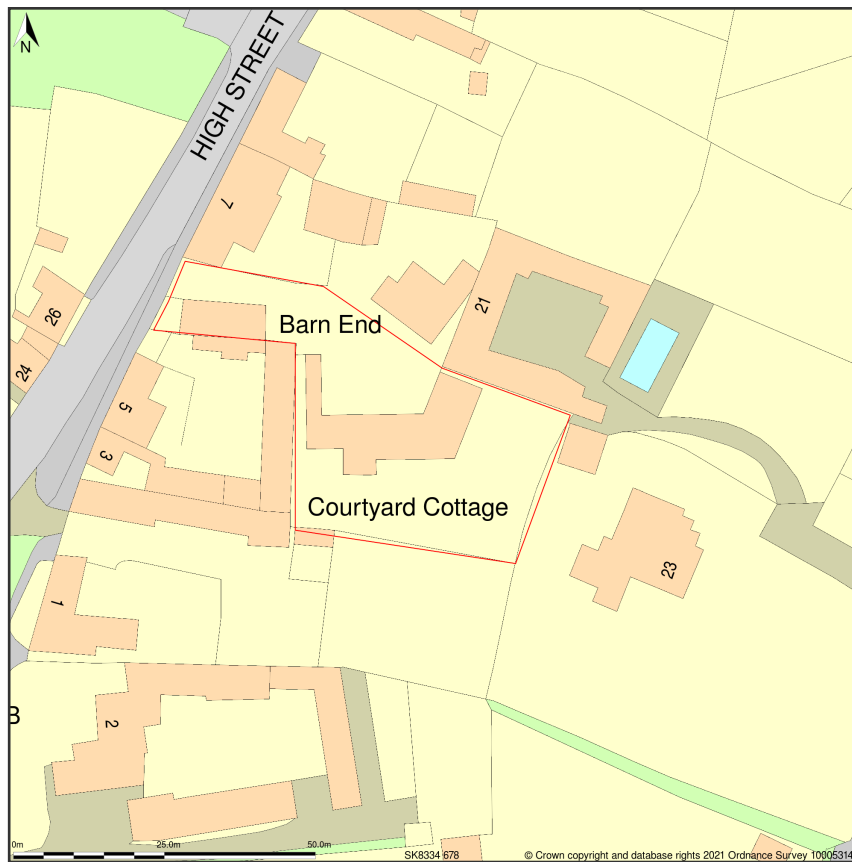 N
HIGH STREET
7
21
Barn End
26
24
5
3
Courtyard Cottage
23
1
2
0m
25.0m
50.0m
SK8334 678
© Crown copyright and database rights 2021 Ordnance Survey 10005314